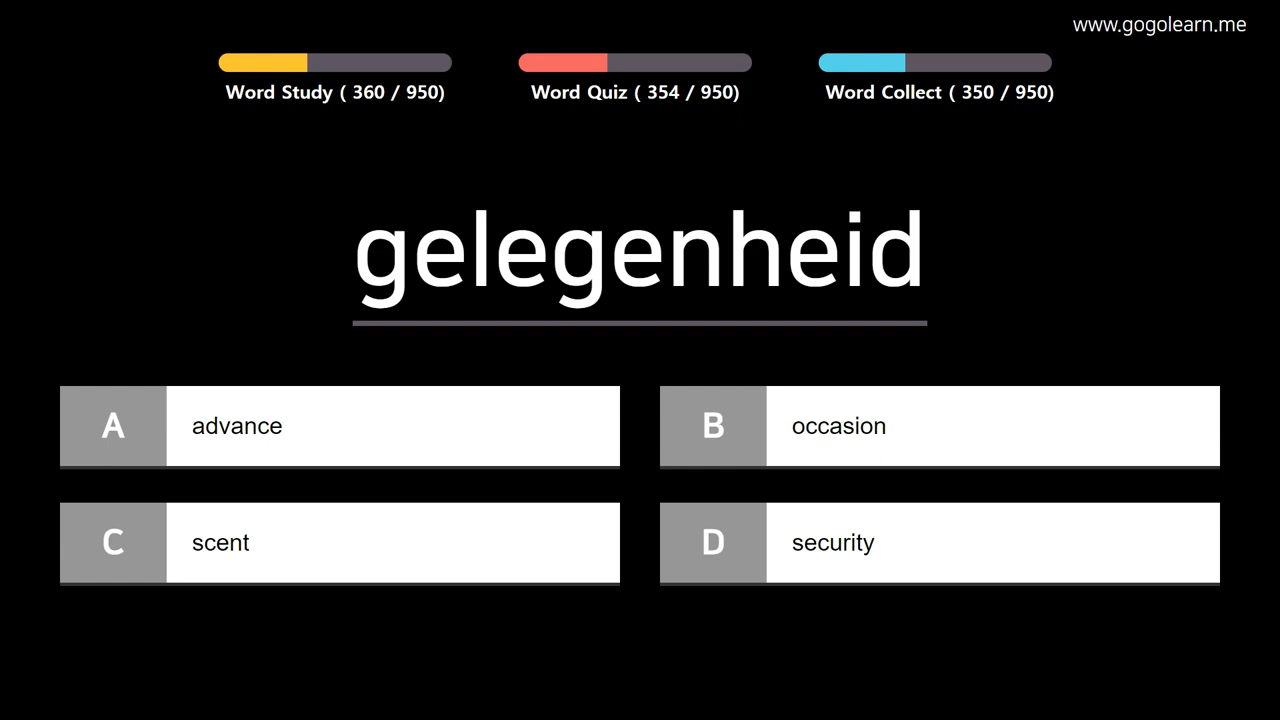 www.gogolearn.me
Word Study ( 360 / 950)
Word Quiz ( 354 / 950)
Word Collect ( 350 / 950)
gelegenheid
A advance
B occasion
C scent
D security